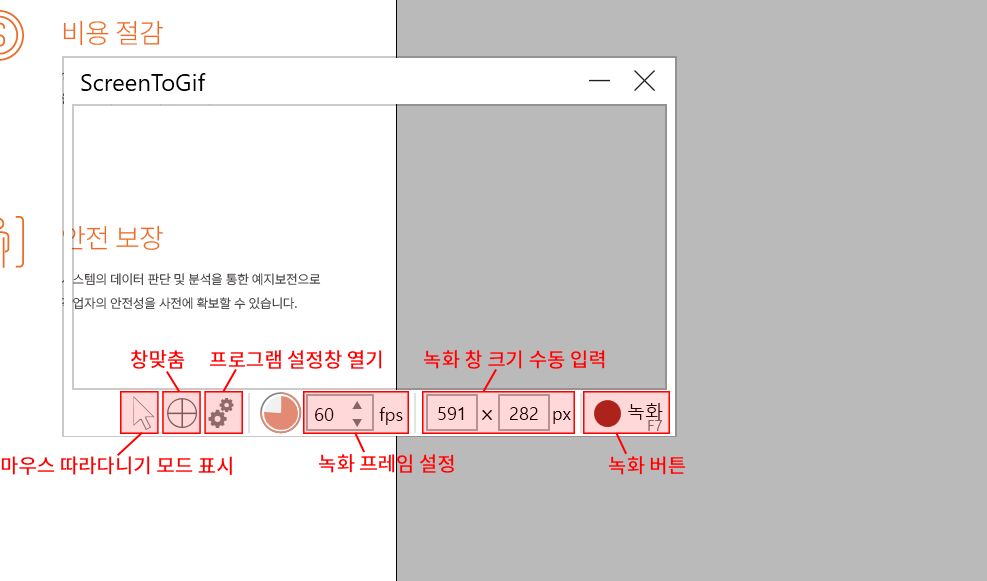 비용 절감
ScreenToGif
안전 보장
스템의 데이터 판단 및 분석을 통한 예지보전으로
업자의 안전성을 사전에 확보할 수 있습니다.
창맞춤 프로그램 설정창 열기 녹화 창 크기 수동 입력
60 fps 591 x 282 px 녹화
F7
마우스 따라다니기 모드 표시 녹화 프레임 설정 녹화 버튼